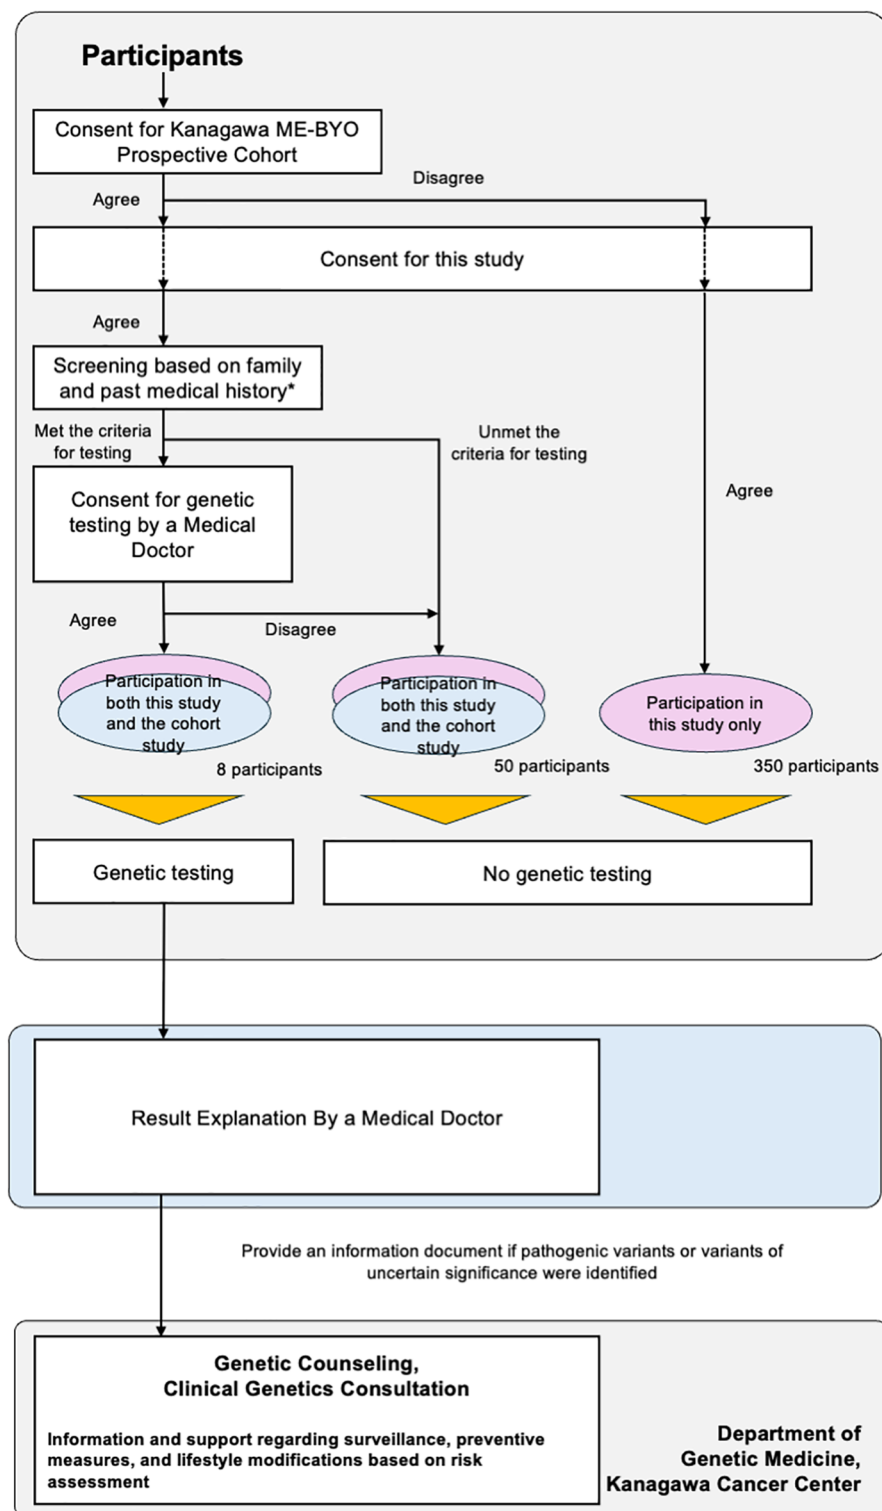 Participants
Consent for Kanagawa ME-BYO
Prospective Cohort
Disagree
Agree
Consent for this study
Agree
Screening based on family
and past medical history*
Met the criteria
for testing
Unmet the
criteria for testing
Consent for genetic
testing by a Medical
Doctor
Agree
Agree
Disagree
Participation in
both this study
and the cohort
study
Participation in
both this study
and the cohort
study
Participation in
this study only
8 participants
50 participants
350 participants
Genetic testing
No genetic testing
Result Explanation By a Medical Doctor
Provide an information document if pathogenic variants or variants of
uncertain significance were identified
Genetic Counseling,
Clinical Genetics Consultation
Information and support regarding surveillance, preventive
measures, and lifestyle modifications based on risk
assessment
Department of
Genetic Medicine,
Kanagawa Cancer Center